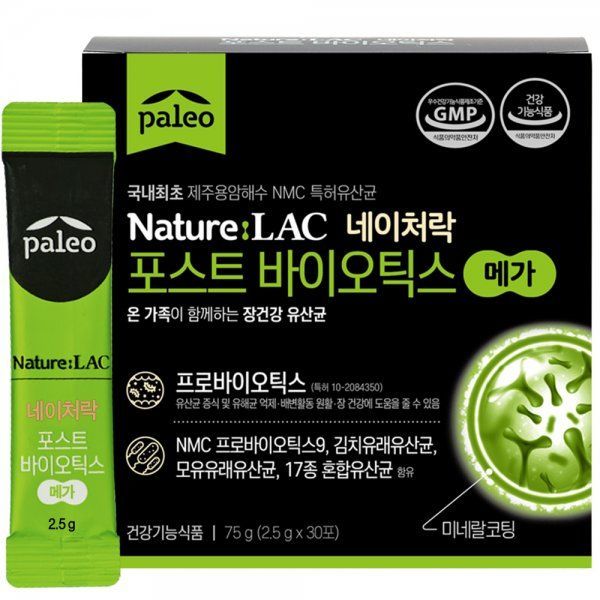 paleo
우수건강기능식품제조기준
GMP
식품의약품안전처
건강
기능식품
식품의약품안전처
국내최초 제주용암해수 NMC 특허유산균
Nature:LAC 네이처락
포스트 바이오틱스 메가
온 가족이 함께하는 장건강 유산균
프로바이오틱스 (특허 10-2084350)
유산균 증식 및 유해균 억제·배변활동 원활·장 건강에 도움을 줄 수 있음
NMC 프로바이오틱스9, 김치유래유산균,
모유유래유산균, 17종 혼합유산균 함유
미네랄코팅
건강기능식품 | 75 g (2.5 g x 30포)
paleo
Nature:LAC
네이처락
포스트
바이오틱스
메가
2.5 g